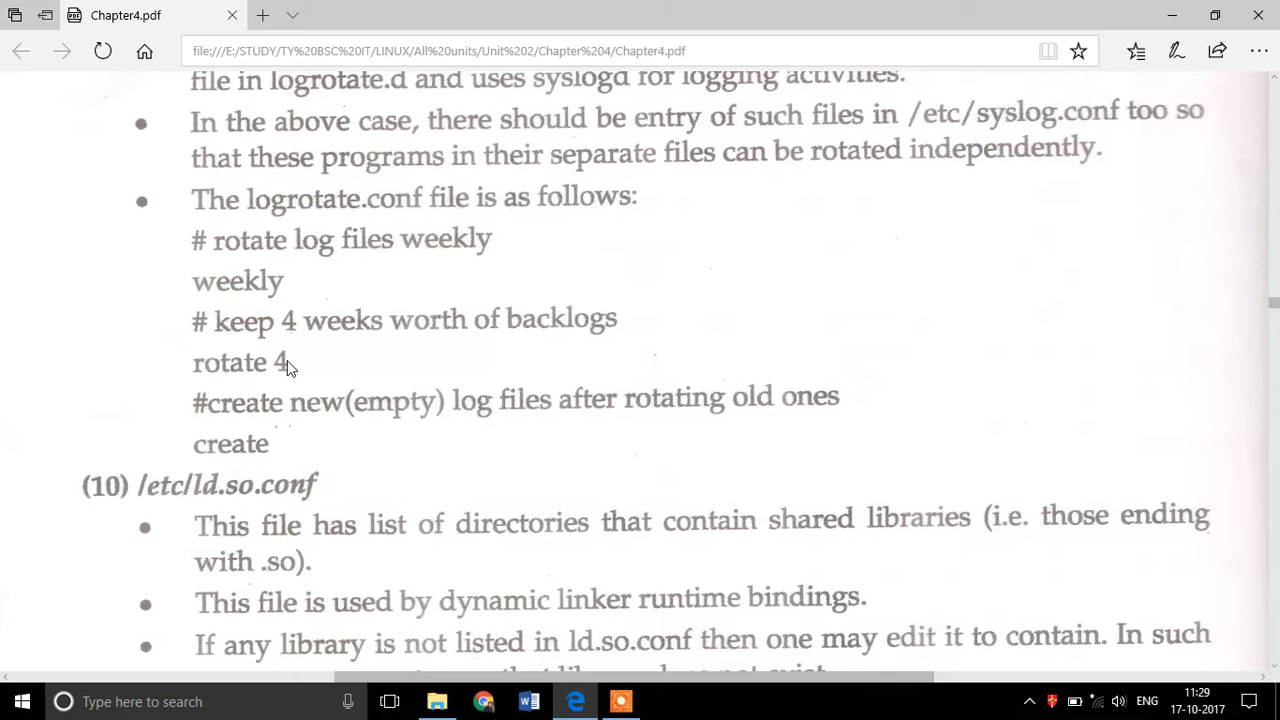 Chapter4.pdf
file:///E:/STUDY/TY%20BSC%20IT/LINUX/All%20units/Unit%202/Chapter%204/Chapter4.pdf
file in logrotate.d and uses syslogd for logging activities.
In the above case, there should be entry of such files in /etc/syslog.conf too so
that these programs in their separate files can be rotated independently.
The logrotate.conf file is as follows:
# rotate log files weekly
weekly
# keep 4 weeks worth of backlogs
rotate 4
#create new(empty) log files after rotating old ones
create
(10) /etc/ld.so.conf
This file has list of directories that contain shared libraries (i.e. those ending
with .so).
This file is used by dynamic linker runtime bindings.
If any library is not listed in ld.so.conf then one may edit it to contain. In such
Type here to search
ENG
11:29
17-10-2017